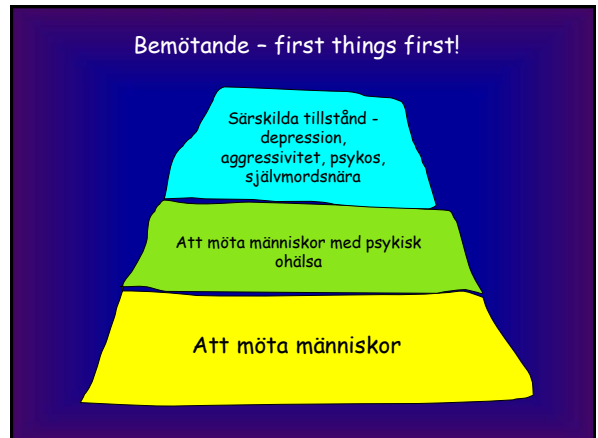 Bemötande – first things first!
Särskilda tillstånd -
depression,
aggressivitet, psykos,
självmordsnära
Att möta människor med psykisk
ohälsa
Att möta människor